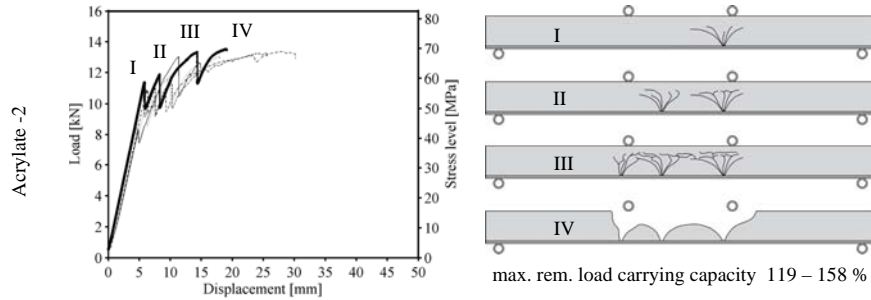 Acrylate -2
Load [kN]
16
14
12
10
8
6
4
2
0
I
II
III
IV
80
70
60
50
40
30
20
10
0
Stress level [MPa]
0 5 10 15 20 25 30 35 40 45 50
Displacement [mm]
I
II
III
IV
max. rem. load carrying capacity 119 – 158 %